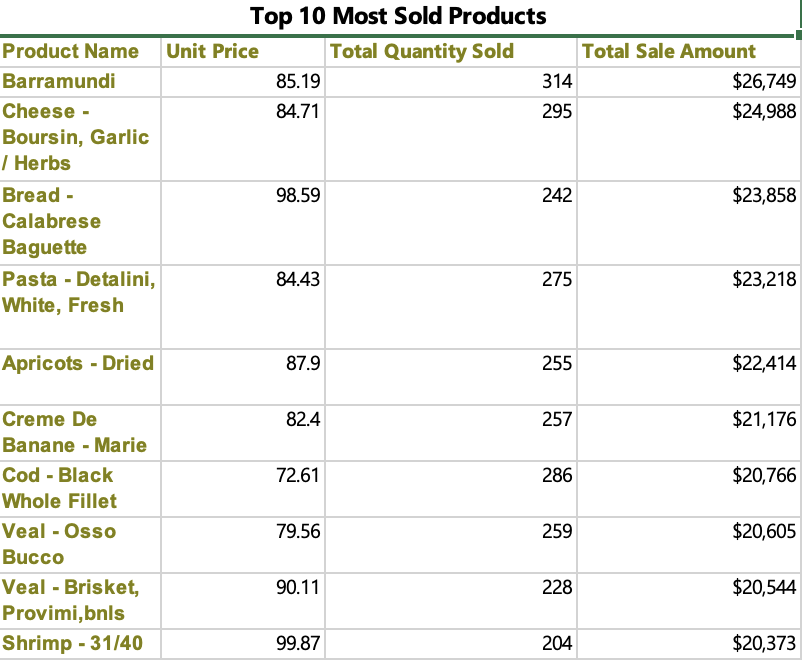 Top 10 Most Sold Products
Product Name Unit Price Total Quantity Sold Total Sale Amount
Barramundi 85.19 314 $26,749
Cheese - 84.71 295 $24,988
Boursin, Garlic
/ Herbs
Bread - 98.59 242 $23,858
Calabrese
Baguette
Pasta - Detalini, 84.43 275 $23,218
White, Fresh
Apricots - Dried 87.9 255 $22,414
Creme De 82.4 257 $21,176
Banane - Marie
Cod - Black 72.61 286 $20,766
Whole Fillet
Veal - Osso 79.56 259 $20,605
Bucco
Veal - Brisket, 90.11 228 $20,544
Provimi,bnls
Shrimp - 31/40 99.87 204 $20,373